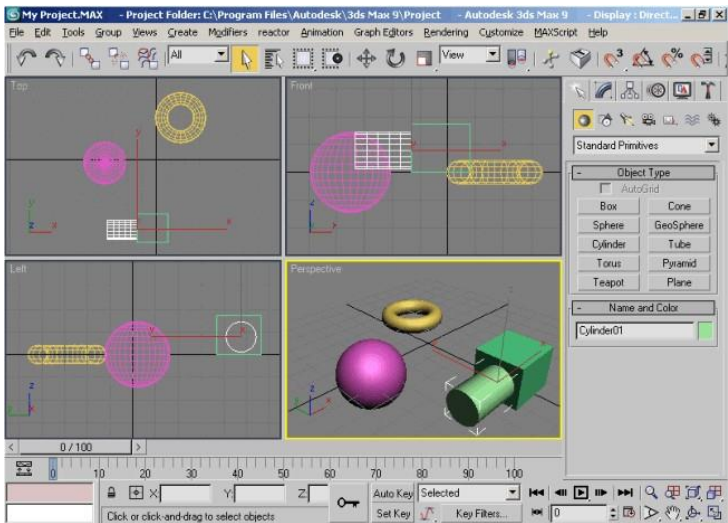 My Project.MAX - Project Folder: C:\Program Files\Autodesk\3ds Max 9\Project - Autodesk 3ds Max 9 - Display : Direct...
File Edit Tools Group Views Create Modifiers reactor Animation Graph Editors Rendering Customize MAXScript Help
All View 3 %
Top
y
x
y
z x
Front
x
z
x
Standard Primitives
- Object Type
AutoGrid
Box Cone
Sphere GeoSphere
Cylinder Tube
Torus Pyramid
Teapot Plane
- Name and Color
Cylinder01
Left
y x
z
y x
Perspective
z
x
y
z
x
< 0 / 100 >
0 10 20 30 40 50 60 70 80 90 100
X: Y: Z: Auto Key Selected
Click or click-and-drag to select objects Set Key Key Filters... 0